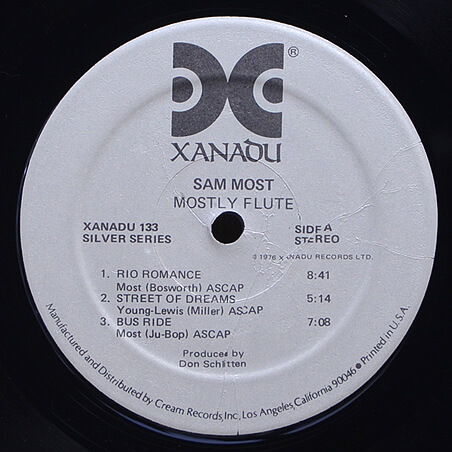 ®
XANADU
SAM MOST
MOSTLY FLUTE
XANADU 133
SILVER SERIES
SIDE A
STEREO
℗ 1976 XANADU RECORDS LTD.
1. RIO ROMANCE 8:41
Most (Bosworth) ASCAP
2. STREET OF DREAMS 5:14
Young-Lewis (Miller) ASCAP
3. BUS RIDE 7:08
Most (Ju-Bop) ASCAP
Produced by
Don Schlitten
Manufactured and Distributed by Cream Records, Inc, Los Angeles, California 90046 ● Printed in U.S.A.